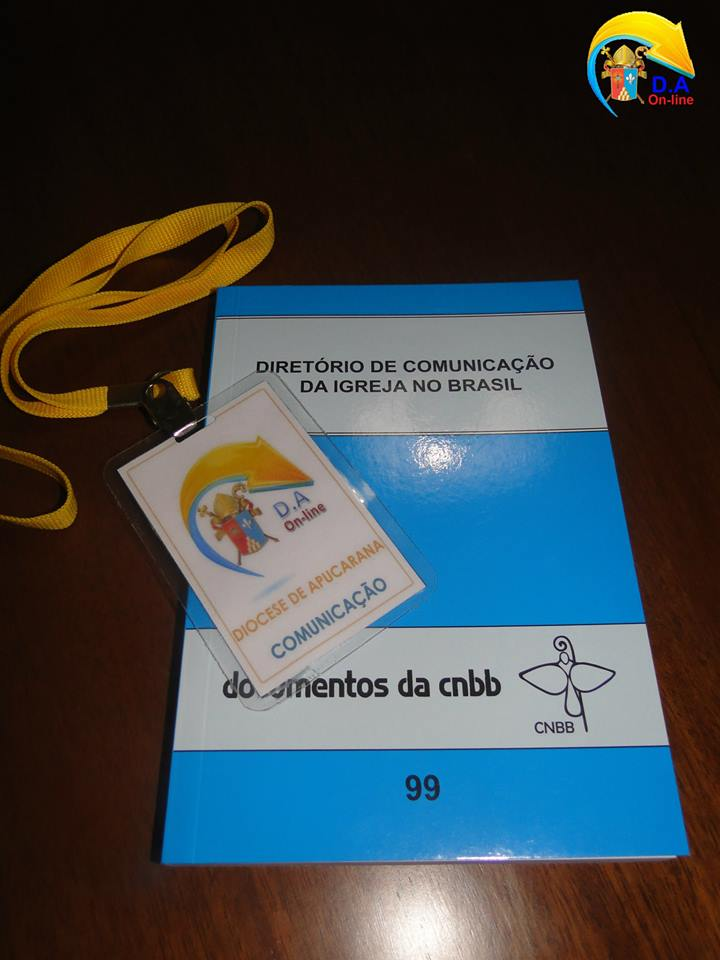 D.A
On-line
DIRETÓRIO DE COMUNICAÇÃO
DA IGREJA NO BRASIL
D.A
On-line
DIOCESE DE APUCARANA
COMUNICAÇÃO
documentos da cnbb
CNBB
99